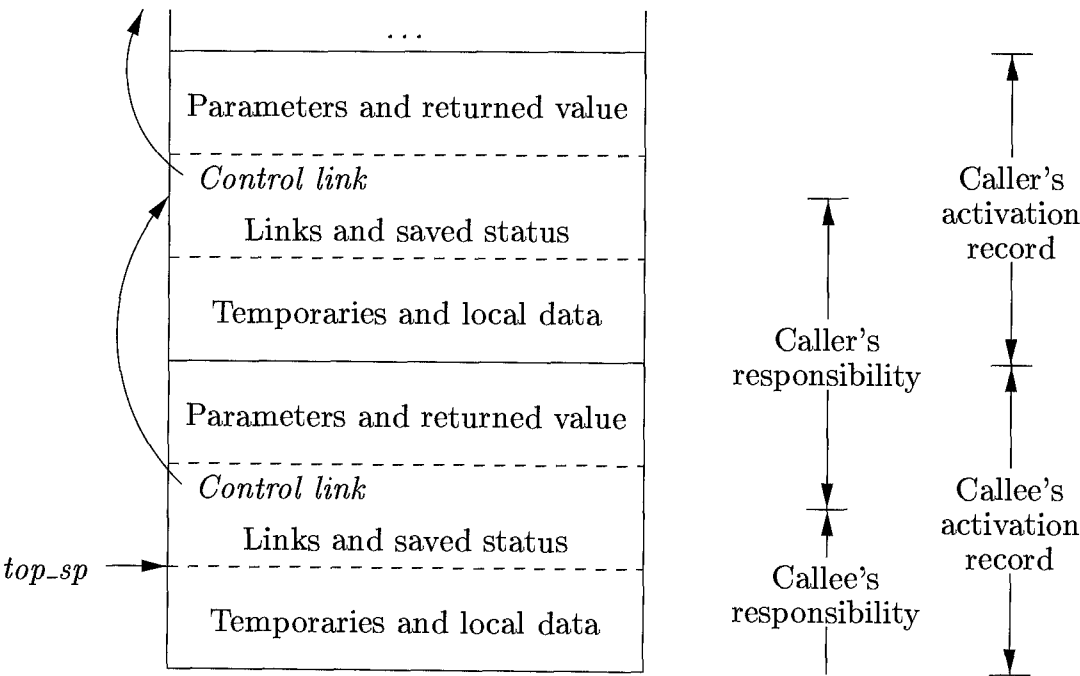 ...
Parameters and returned value
Control link
Links and saved status
Temporaries and local data
Parameters and returned value
Control link
Links and saved status
top_sp
Temporaries and local data
Caller's
responsibility
Callee's
responsibility
Caller's
activation
record
Callee's
activation
record